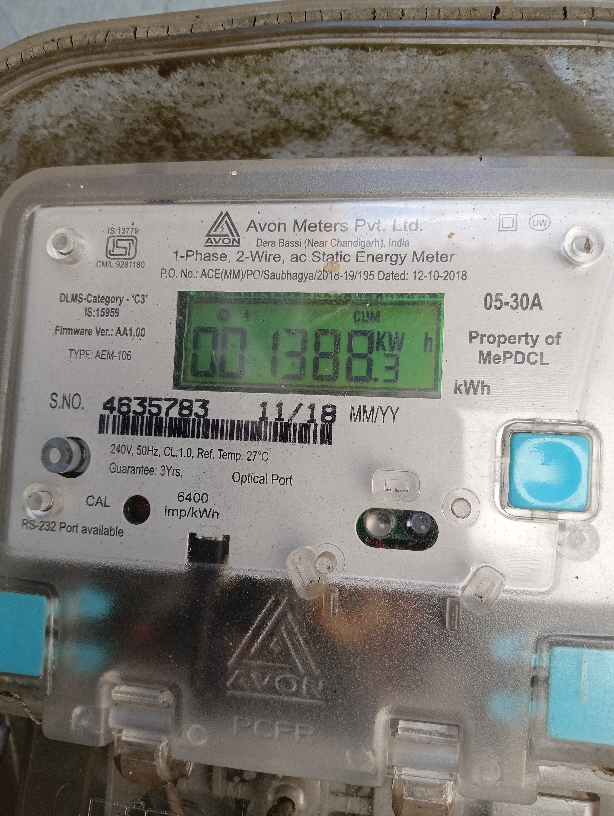 IS:13779
CM/L:9281180
AVON
Avon Meters Pvt. Ltd.
Dera Bassi (Near Chandigarh), India
1-Phase, 2-Wire, ac Static Energy Meter
P.O. No.: ACE(MM)/PO/Saubhagya/2018-19/195 Dated: 12-10-2018
UW
DLMS-Category - 'C3'
IS:15959
Firmware Ver.: AA1.00
TYPE: AEM-106
CUM
001388.3 KW h
05-30A
Property of
MePDCL
kWh
S.NO. 4635783 11/18 MM/YY
240V, 50Hz, CL:1.0, Ref. Temp. 27°C
Guarantee: 3Yrs,
Optical Port
CAL
6400
imp/kWh
RS-232 Port available
AVON